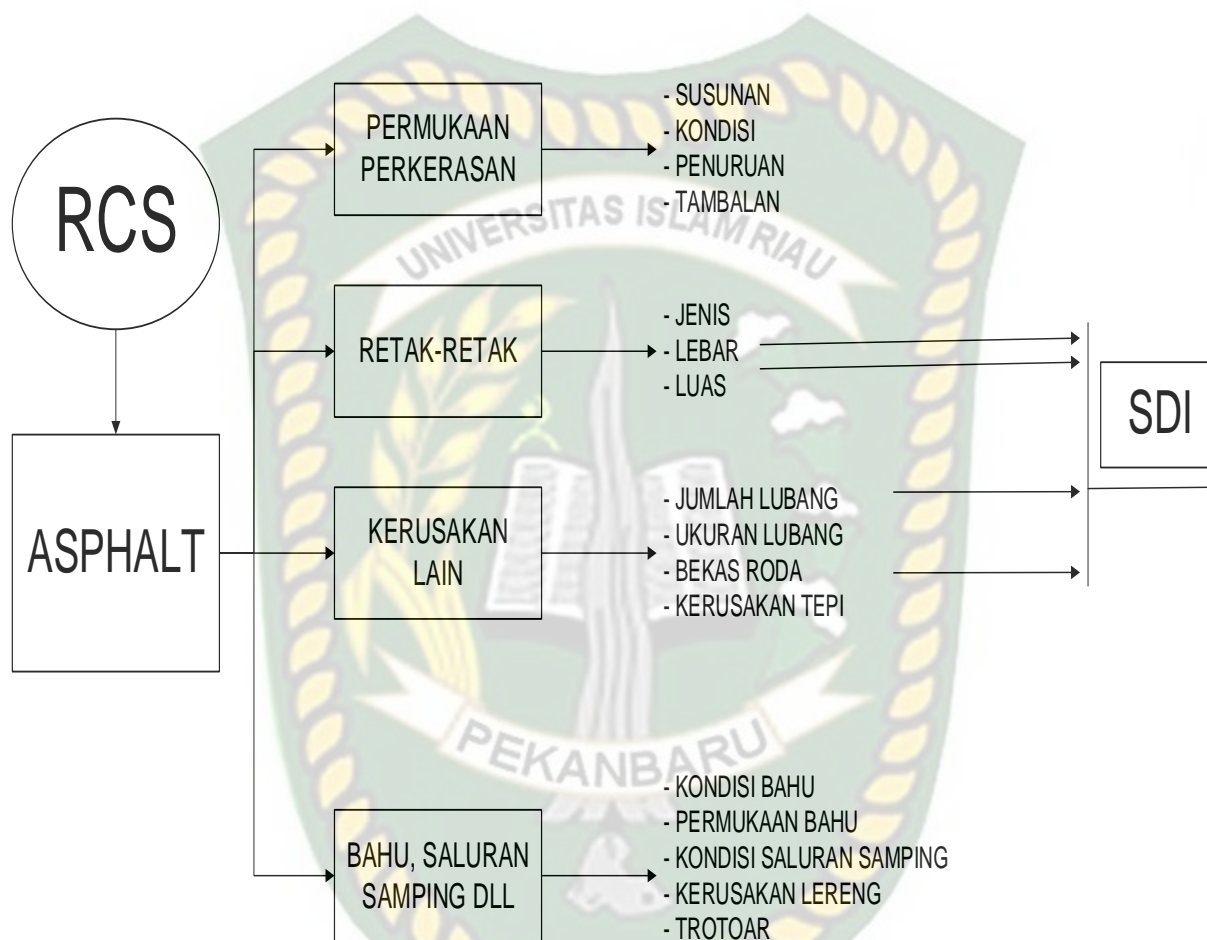 RCS
ASPHALT
PERMUKAAN
PERKERASAN
- SUSUNAN
- KONDISI
- PENURUAN
- TAMBALAN
UNIVERSITAS ISLAM RIAU
RETAK-RETAK
- JENIS
- LEBAR
- LUAS
SDI
KERUSAKAN
LAIN
- JUMLAH LUBANG
- UKURAN LUBANG
- BEKAS RODA
- KERUSAKAN TEPI
PEKANBARU
BAHU, SALURAN
SAMPING DLL
- KONDISI BAHU
- PERMUKAAN BAHU
- KONDISI SALURAN SAMPING
- KERUSAKAN LERENG
- TROTOAR